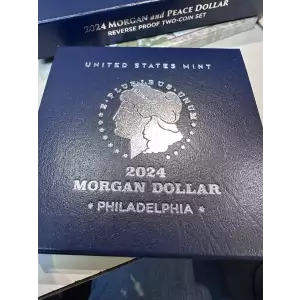 2024 MORGAN and PEACE DOLLAR
REVERSE PROOF TWO-COIN SET
UNITED STATES MINT
E·PLURIBUS·UNUM
2024
MORGAN DOLLAR
★ PHILADELPHIA ★